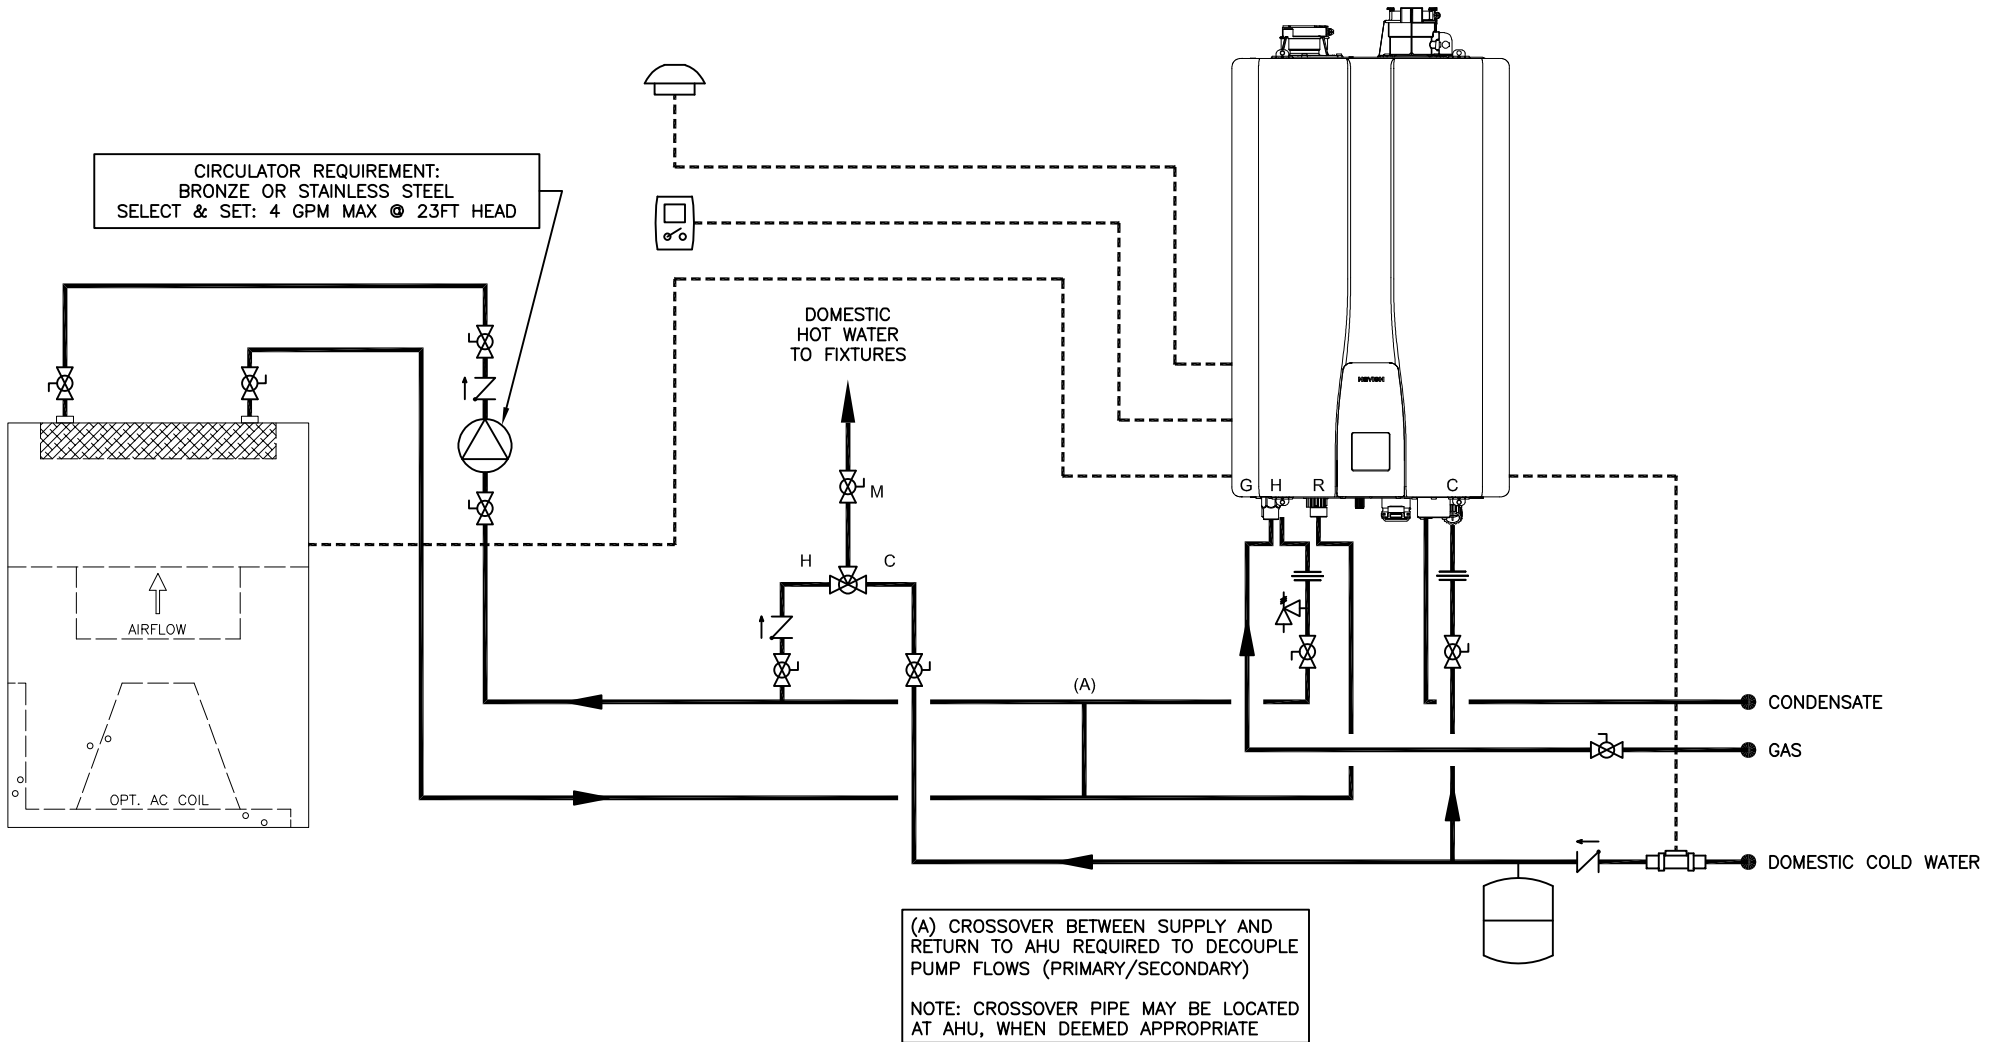 CIRCULATOR REQUIREMENT:
BRONZE OR STAINLESS STEEL
SELECT & SET: 4 GPM MAX @ 23FT HEAD
DOMESTIC
HOT WATER
TO FIXTURES
M
H
C
G
H
R
C
AIRFLOW
OPT. AC COIL
(A)
CONDENSATE
GAS
DOMESTIC COLD WATER
(A) CROSSOVER BETWEEN SUPPLY AND
RETURN TO AHU REQUIRED TO DECOUPLE
PUMP FLOWS (PRIMARY/SECONDARY)
NOTE: CROSSOVER PIPE MAY BE LOCATED
AT AHU, WHEN DEEMED APPROPRIATE